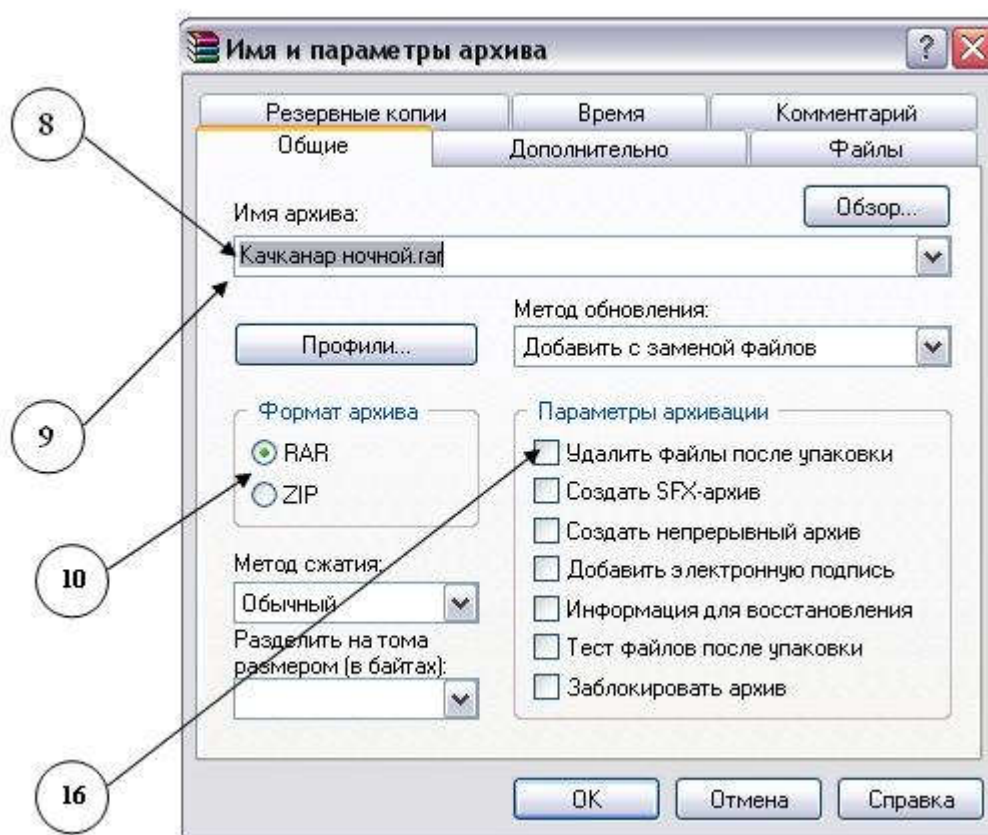 Имя и параметры архива
?
8
Резервные копии Время Комментарий
Общие Дополнительно Файлы
Обзор...
Имя архива:
Качканар ночной.rar
Метод обновления:
Профили... Добавить с заменой файлов
9
Формат архива Параметры архивации
RAR Удалить файлы после упаковки
ZIP Создать SFX-архив
Создать непрерывный архив
10
Метод сжатия: Добавить электронную подпись
Обычный Информация для восстановления
Разделить на тома Тест файлов после упаковки
размером (в байтах):
Заблокировать архив
16
OK Отмена Справка